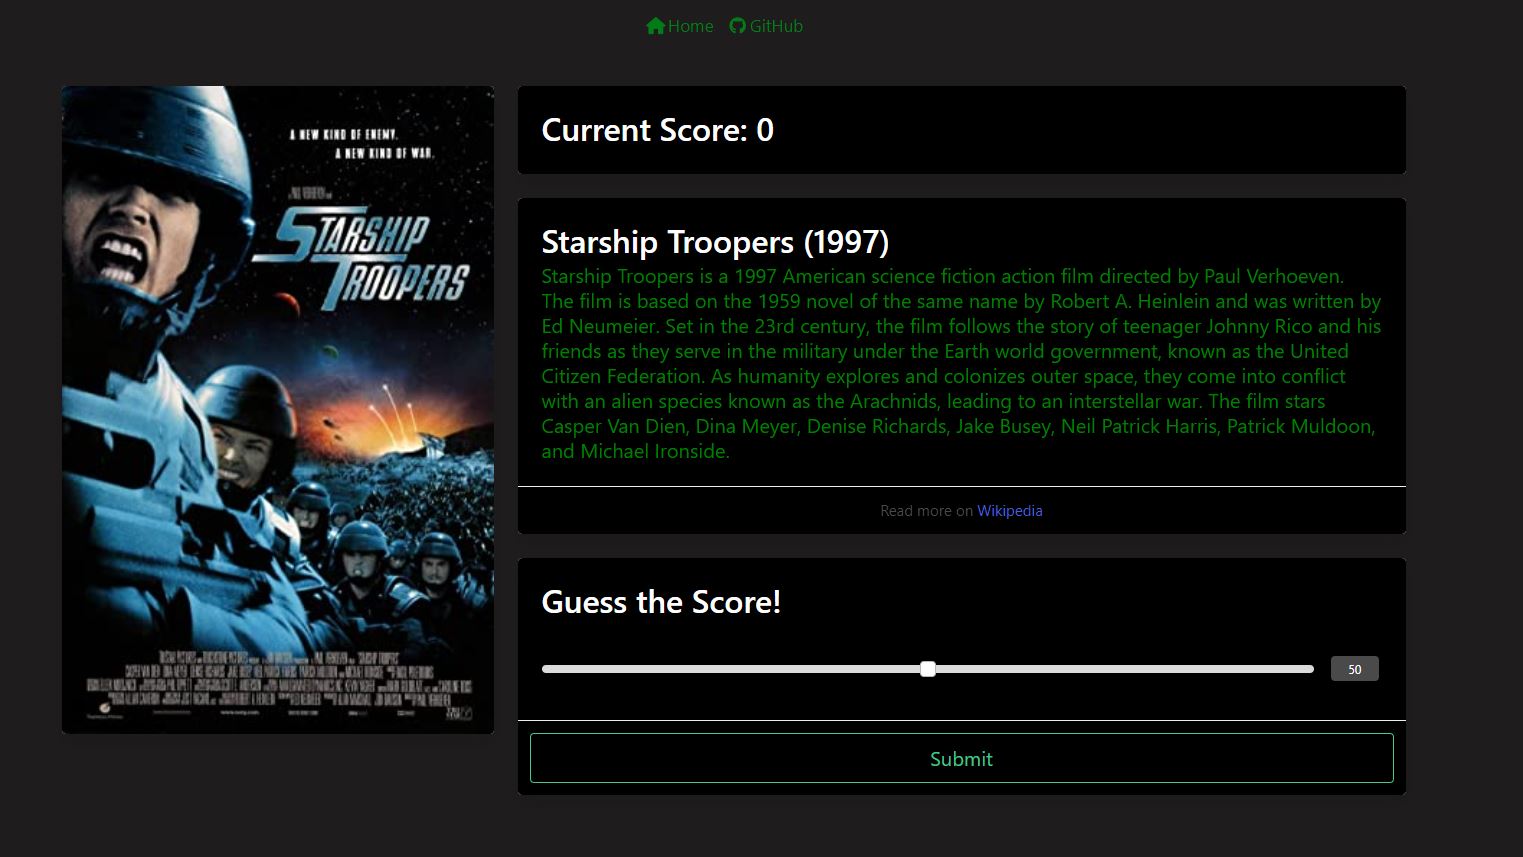 Home GitHub
A NEW KIND OF ENEMY.
A NEW KIND OF WAR.
STARSHIP
TROOPERS
Current Score: 0
Starship Troopers (1997)
Starship Troopers is a 1997 American science fiction action film directed by Paul Verhoeven.
The film is based on the 1959 novel of the same name by Robert A. Heinlein and was written by
Ed Neumeier. Set in the 23rd century, the film follows the story of teenager Johnny Rico and his
friends as they serve in the military under the Earth world government, known as the United
Citizen Federation. As humanity explores and colonizes outer space, they come into conflict
with an alien species known as the Arachnids, leading to an interstellar war. The film stars
Casper Van Dien, Dina Meyer, Denise Richards, Jake Busey, Neil Patrick Harris, Patrick Muldoon,
and Michael Ironside.
Read more on Wikipedia
Guess the Score!
50
Submit